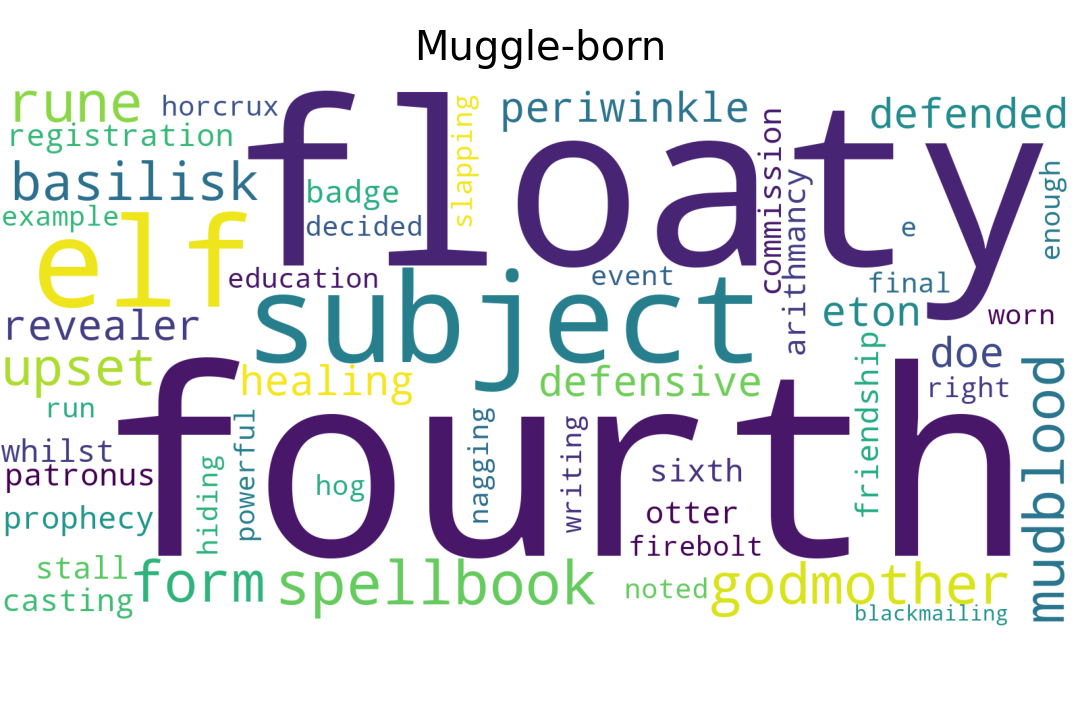 Muggle-born
rune
horcrux
floaty
slapping
periwinkle
commission
defended
registration
basilisk
badge
arithmancy
enough
example
elf
decided
e
education
subject
event
final
revealer
eton
worn
upset
healing
defensive
friendship
doe
right
mudblood
run
fourth
whilst
patronus
hiding
powerful
hog
nagging
writing
sixth
prophecy
otter
firebolt
stall
form
spellbook
noted
godmother
casting
blackmailing